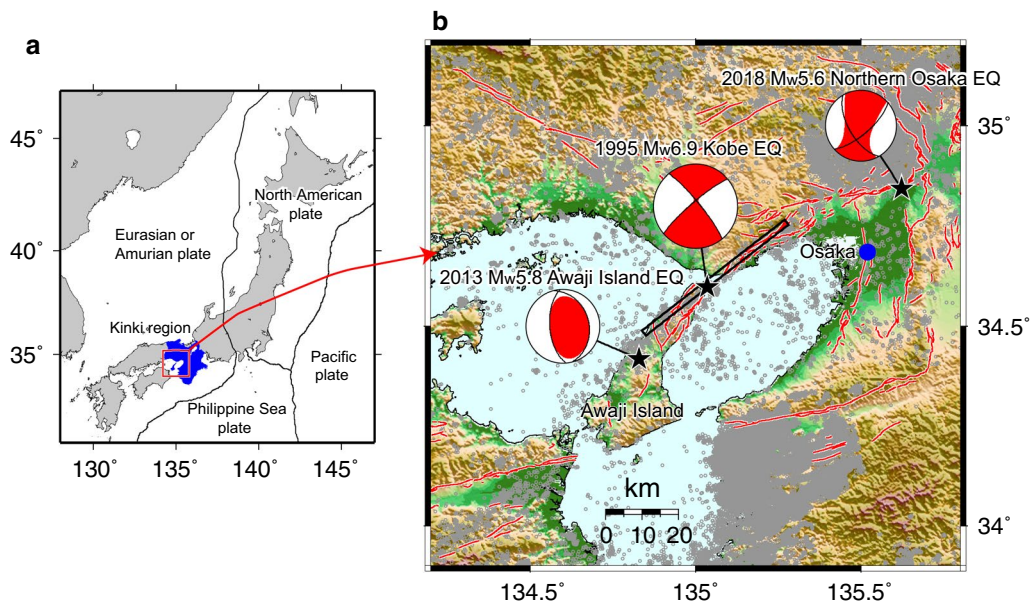 a
45°
40°
35°
130°
135°
140°
145°
North American
plate
Eurasian or
Amurian plate
Kinki region
Pacific
plate
Philippine Sea
plate
b
2018 Mw5.6 Northern Osaka EQ
1995 Mw6.9 Kobe EQ
Osaka
2013 Mw5.8 Awaji Island EQ
Awaji Island
km
0 10 20
35°
34.5°
34°
134.5°
135°
135.5°